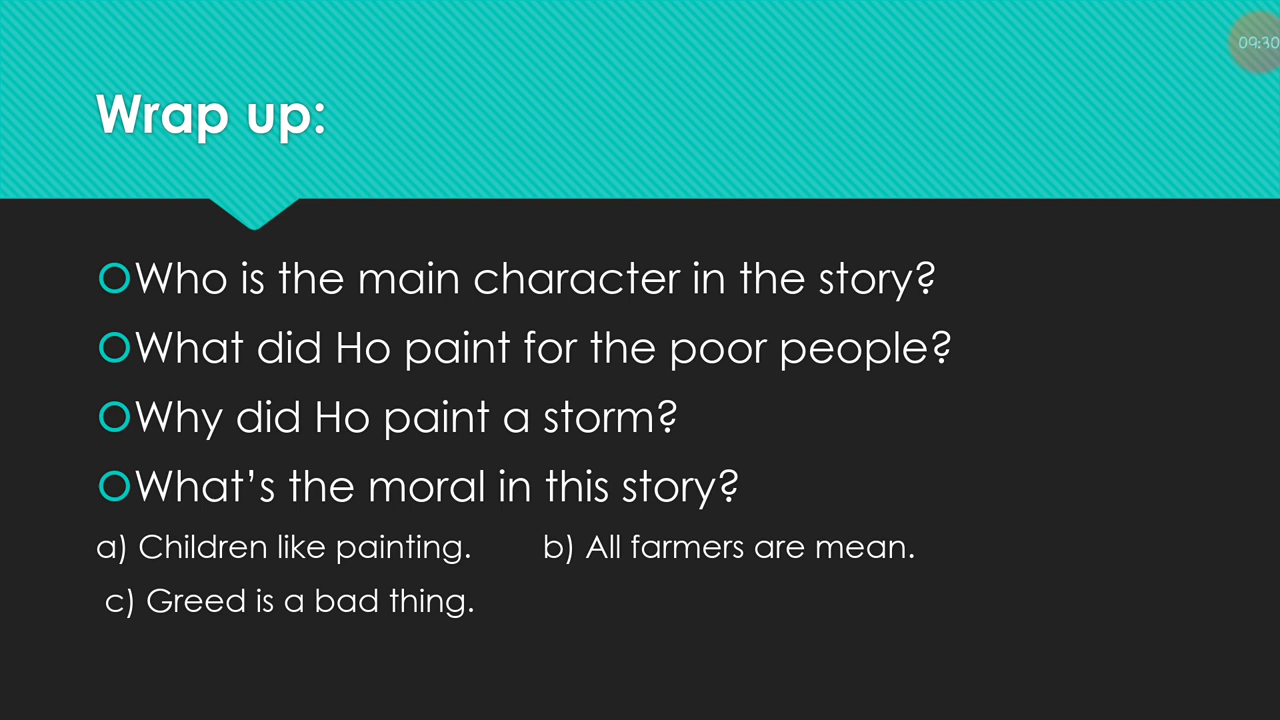 09:30
Wrap up:
Who is the main character in the story?
What did Ho paint for the poor people?
Why did Ho paint a storm?
What's the moral in this story?
a) Children like painting. b) All farmers are mean.
c) Greed is a bad thing.